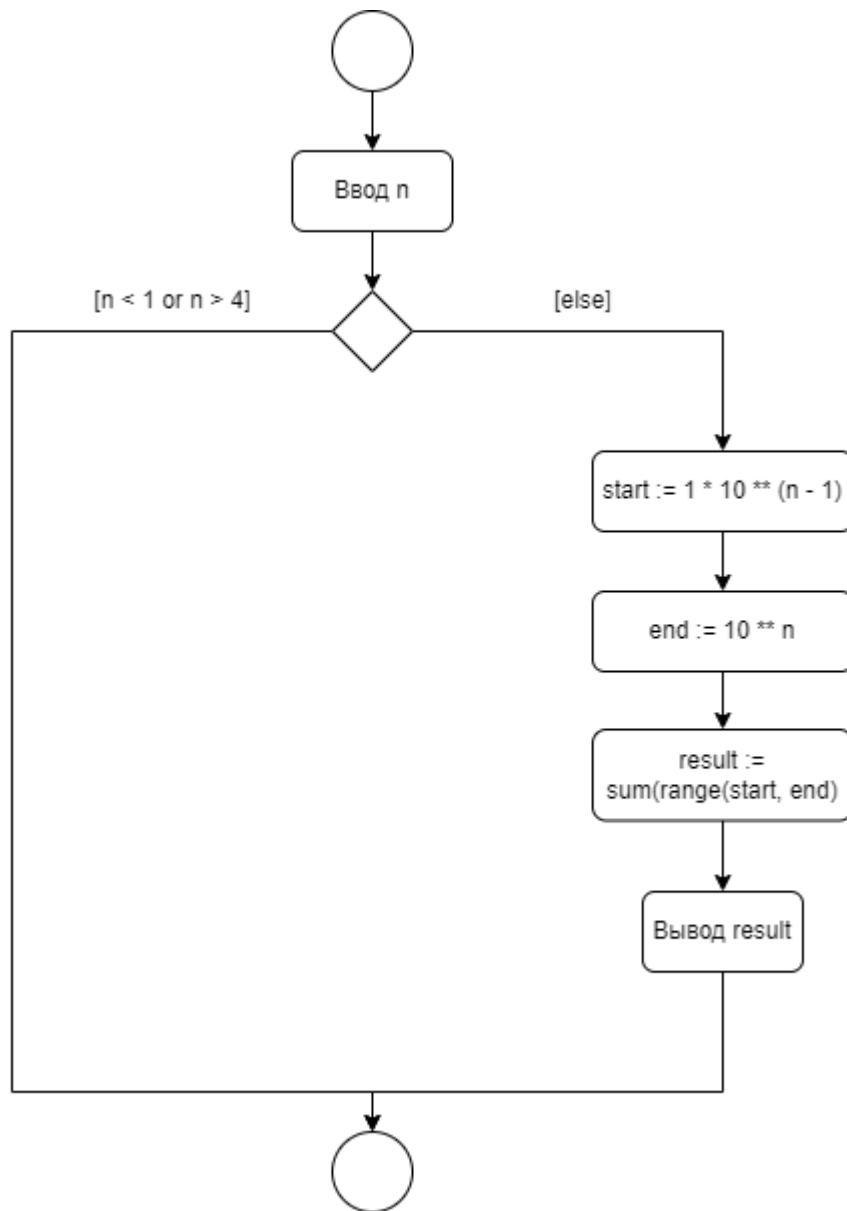 Ввод n
[n < 1 or n > 4]
[else]
start := 1 * 10 ** (n - 1)
end := 10 ** n
result :=
sum(range(start, end)
Вывод result